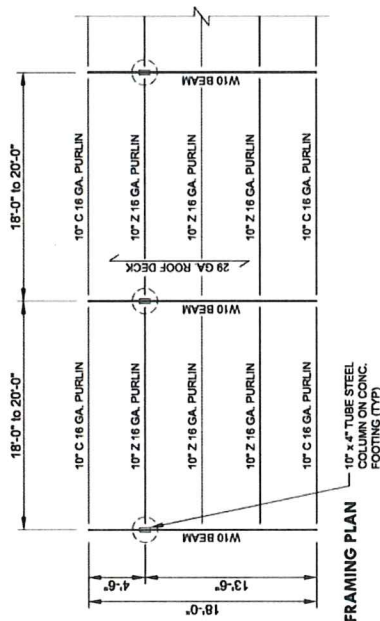 18'-0" to 20'-0"
18'-0" to 20'-0"
10" C 16 GA. PURLIN
10" C 16 GA. PURLIN
10" Z 16 GA. PURLIN
10" Z 16 GA. PURLIN
10" Z 16 GA. PURLIN
10" Z 16 GA. PURLIN
10" Z 16 GA. PURLIN
10" Z 16 GA. PURLIN
10" C 16 GA. PURLIN
10" C 16 GA. PURLIN
W10 BEAM
W10 BEAM
W10 BEAM
29 GA. ROOF DECK
4'-6"
13'-6"
18'-0"
10" x 4" TUBE STEEL
COLUMN ON CONC.
FOOTING (TYP)
FRAMING PLAN